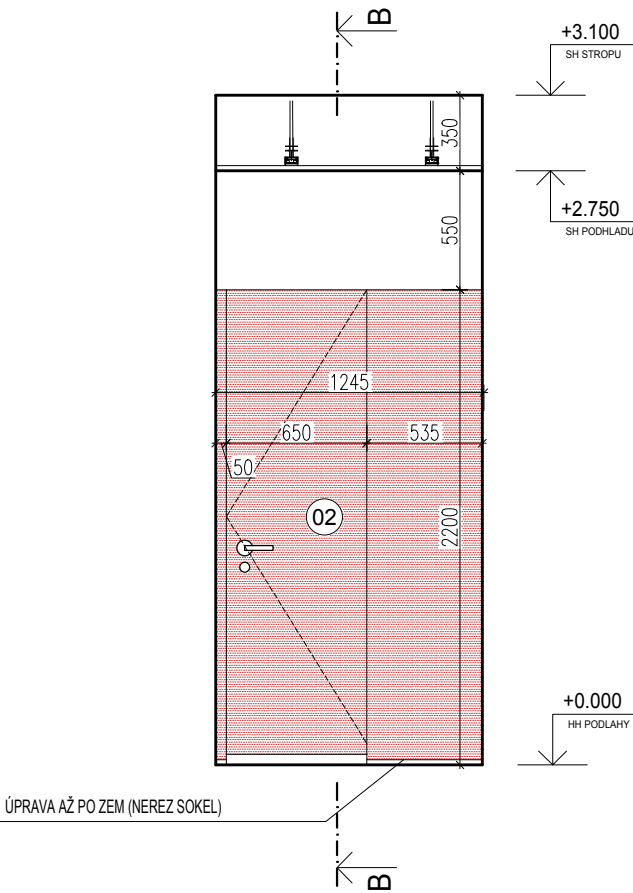 B
+3.100
SH STROPU
350
+2.750
SH PODHLADU
550
1245
650
535
50
02
2200
+0.000
HH PODLAHY
ÚPRAVA AŽ PO ZEM (NEREZ SOKEL)
B